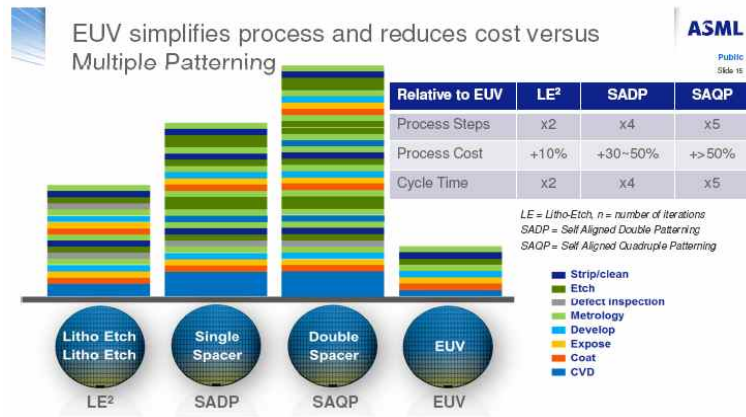 EUV simplifies process and reduces cost versus
Multiple Patterning
ASML
Public
Slide 15
Relative to EUV LE² SADP SAQP
Process Steps x2 x4 x5
Process Cost +10% +30~50% +>50%
Cycle Time x2 x4 x5
LE = Litho-Etch, n = number of iterations
SADP = Self Aligned Double Patterning
SAQP = Self Aligned Quadruple Patterning
Strip/clean
Etch
Defect inspection
Metrology
Develop
Expose
Coat
CVD
Litho Etch
Litho Etch
Single
Spacer
Double
Spacer
EUV
LE² SADP SAQP EUV